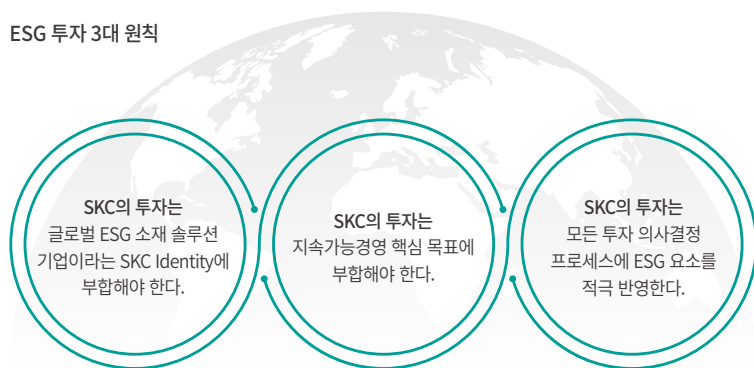 ESG 투자 3대 원칙
SKC의 투자는
글로벌 ESG 소재 솔루션
기업이라는 SKC Identity에
부합해야 한다.
SKC의 투자는
지속가능경영 핵심 목표에
부합해야 한다.
SKC의 투자는
모든 투자 의사결정
프로세스에 ESG 요소를
적극 반영한다.